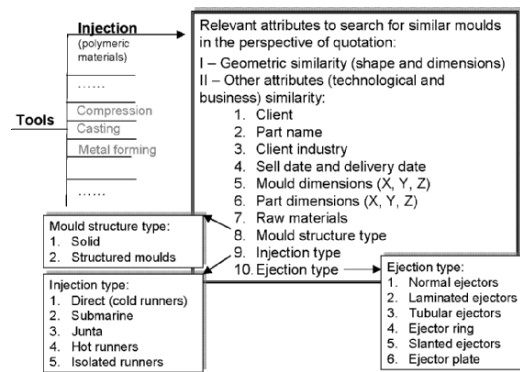 Injection
(polymeric
materials)
......
Compression
Casting
Tools
Metal forming
......
Relevant attributes to search for similar moulds
in the perspective of quotation:
I – Geometric similarity (shape and dimensions)
II – Other attributes (technological and
business) similarity:
1. Client
2. Part name
3. Client industry
4. Sell date and delivery date
5. Mould dimensions (X, Y, Z)
6. Part dimensions (X, Y, Z)
7. Raw materials
8. Mould structure type
9. Injection type
10. Ejection type
Mould structure type:
1. Solid
2. Structured moulds
Injection type:
1. Direct (cold runners)
2. Submarine
3. Junta
4. Hot runners
5. Isolated runners
Ejection type:
1. Normal ejectors
2. Laminated ejectors
3. Tubular ejectors
4. Ejector ring
5. Slanted ejectors
6. Ejector plate